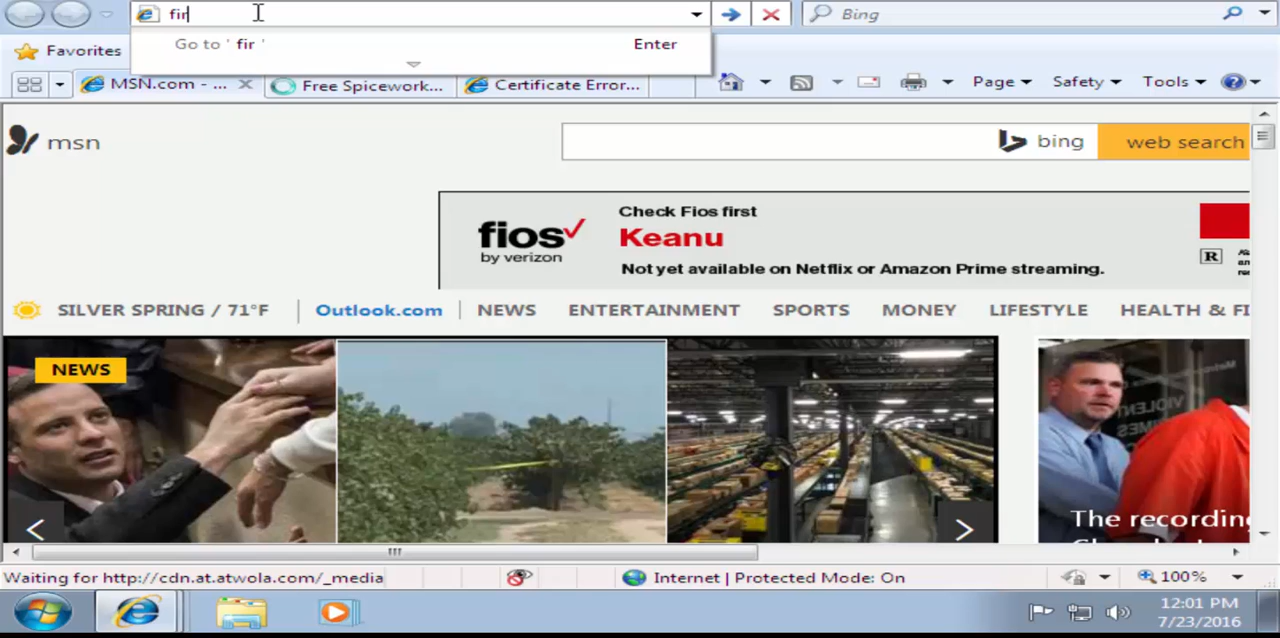 fir
Bing
Go to ' fir '
Enter
Favorites
MSN.com - ...
Free Spicework...
Certificate Error...
Page
Safety
Tools
msn
bing
web search
Check Fios first
fios
Keanu
by verizon
Not yet available on Netflix or Amazon Prime streaming.
R
SILVER SPRING / 71°F
Outlook.com
NEWS
ENTERTAINMENT
SPORTS
MONEY
LIFESTYLE
HEALTH & FI
NEWS
VIOLENT
The recording
Waiting for http://cdn.at.atwola.com/_media
Internet | Protected Mode: On
100%
12:01 PM
7/23/2016